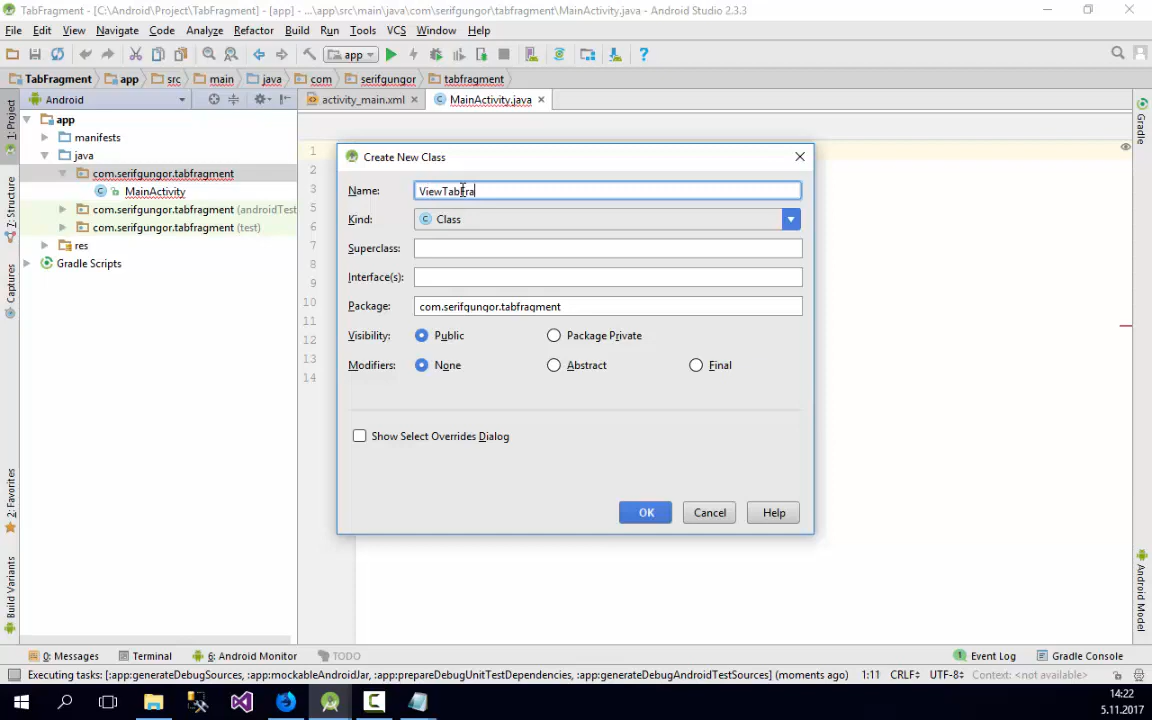 TabFragment - [C:\Android\Project\TabFragment] - [app] - ...\app\src\main\java\com\serifgungor\tabfragment\MainActivity.java - Android Studio 2.3.3
File Edit View Navigate Code Analyze Refactor Build Run Tools VCS Window Help
app
TabFragment app src main java com serifgungor tabfragment
Android
activity_main.xml
MainActivity.java
1: Project
Z: Structure
Captures
2: Favorites
Build Variants
Gradle
Android Model
app
manifests
java
com.serifgungor.tabfragment
MainActivity
com.serifgungor.tabfragment (androidTest
com.serifgungor.tabfragment (test)
res
Gradle Scripts
1
2
3
5
6
7
8
9
10
11
12
13
14
Create New Class
Name: ViewTabFra
Kind: Class
Superclass:
Interface(s):
Package: com.serifgungor.tabfragment
Visibility: Public Package Private
Modifiers: None Abstract Final
Show Select Overrides Dialog
OK Cancel Help
0: Messages Terminal 6: Android Monitor TODO 1 Event Log Gradle Console
Executing tasks: [:app:generateDebugSources, :app:mockableAndroidJar, :app:prepareDebugUnitTestDependencies, :app:generateDebugAndroidTestSources] (moments ago) 1:11 CRLF÷ UTF-8÷ Context: <no available>
14:22
5.11.2017